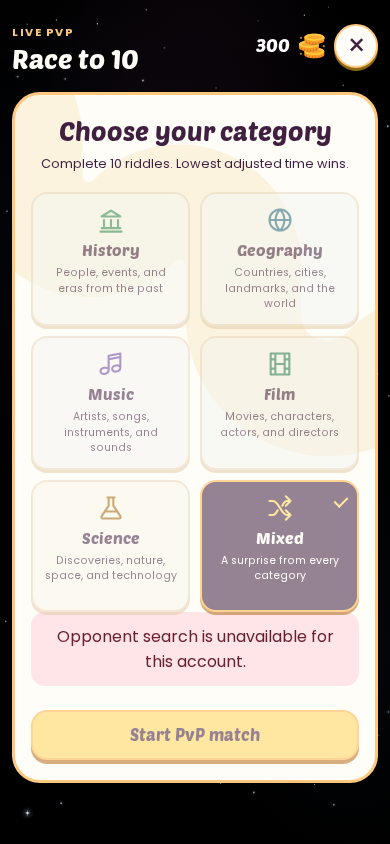 LIVE PVP
Race to 10
300
Choose your category
Complete 10 riddles. Lowest adjusted time wins.
History
People, events, and
eras from the past
Geography
Countries, cities,
landmarks, and the
world
Music
Artists, songs,
instruments, and
sounds
Film
Movies, characters,
actors, and directors
Science
Discoveries, nature,
space, and technology
Mixed
A surprise from every
category
Opponent search is unavailable for
this account.
Start PvP match